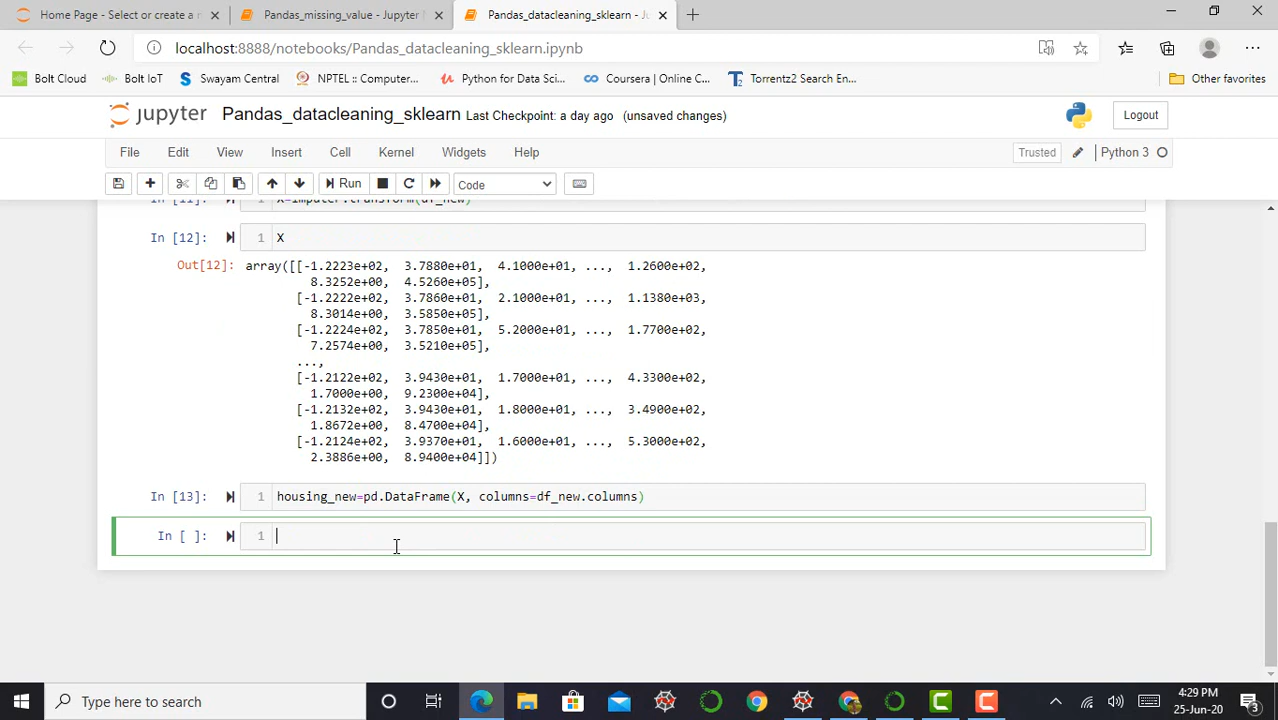 Home Page - Select or create a n
Pandas_missing_value - Jupyter N
Pandas_datacleaning_sklearn - Ju
localhost:8888/notebooks/Pandas_datacleaning_sklearn.ipynb
Bolt Cloud
Bolt IoT
Swayam Central
NPTEL :: Computer...
Python for Data Sci...
Coursera | Online C...
Torrentz2 Search En...
Other favorites
jupyter Pandas_datacleaning_sklearn Last Checkpoint: a day ago (unsaved changes)
Logout
File Edit View Insert Cell Kernel Widgets Help
Trusted
Python 3
Run
Code
In [11]: X=imputer.transform(df_new)
In [12]: 1 X
Out[12]: array([[-1.2223e+02, 3.7880e+01, 4.1000e+01, ..., 1.2600e+02,
8.3252e+00, 4.5260e+05],
[-1.2222e+02, 3.7860e+01, 2.1000e+01, ..., 1.1380e+03,
8.3014e+00, 3.5850e+05],
[-1.2224e+02, 3.7850e+01, 5.2000e+01, ..., 1.7700e+02,
7.2574e+00, 3.5210e+05],
...,
[-1.2122e+02, 3.9430e+01, 1.7000e+01, ..., 4.3300e+02,
1.7000e+00, 9.2300e+04],
[-1.2132e+02, 3.9430e+01, 1.8000e+01, ..., 3.4900e+02,
1.8672e+00, 8.4700e+04],
[-1.2124e+02, 3.9370e+01, 1.6000e+01, ..., 5.3000e+02,
2.3886e+00, 8.9400e+04]])
In [13]: 1 housing_new=pd.DataFrame(X, columns=df_new.columns)
In [ ]: 1
Type here to search
4:29 PM
25-Jun-20
3